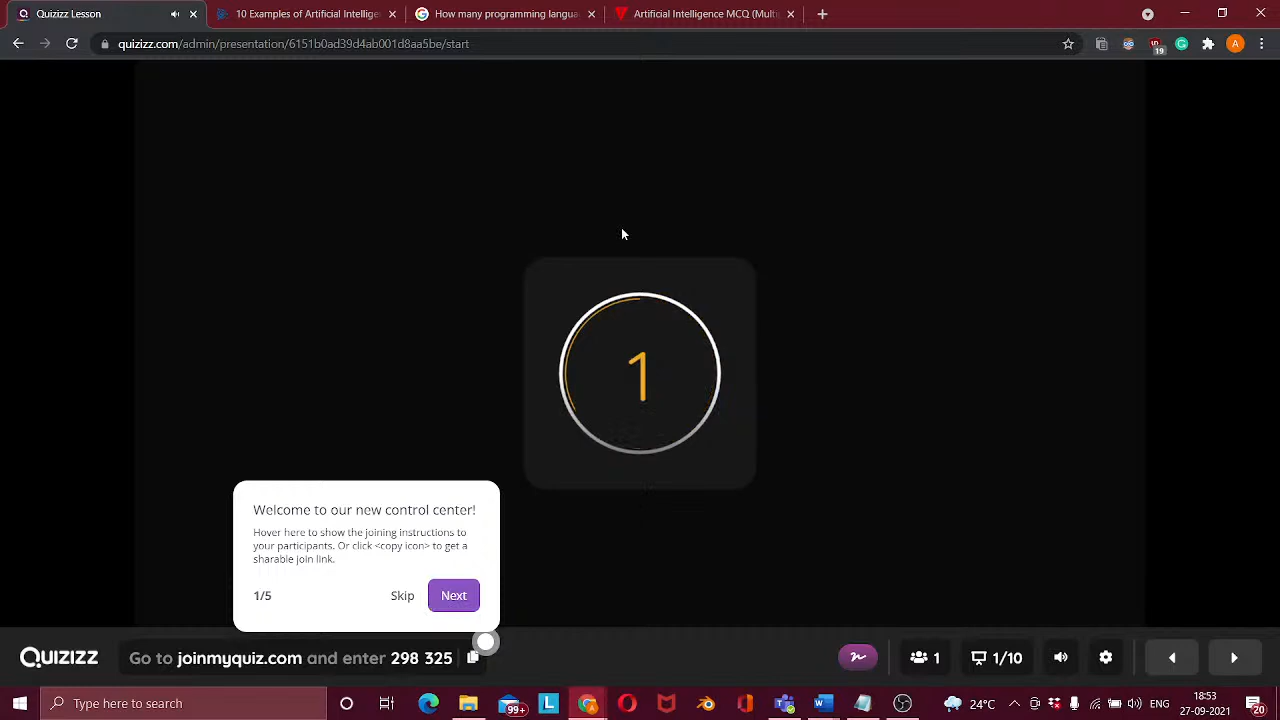 Quizizz Lesson
10 Examples of Artificial Intellige
How many programming langua
Artificial Intelligence MCQ (Multi
quizizz.com/admin/presentation/6151b0ad39d4ab001d8aa5be/start
19
A
1
Welcome to our new control center!
Hover here to show the joining instructions to
your participants. Or click <copy icon> to get a
sharable join link.
1/5
Skip
Next
Quizizz
Go to joinmyquiz.com and enter 298 325
1
1/10
Type here to search
99+
L
24°C
ENG
18:53
27-09-2021
20